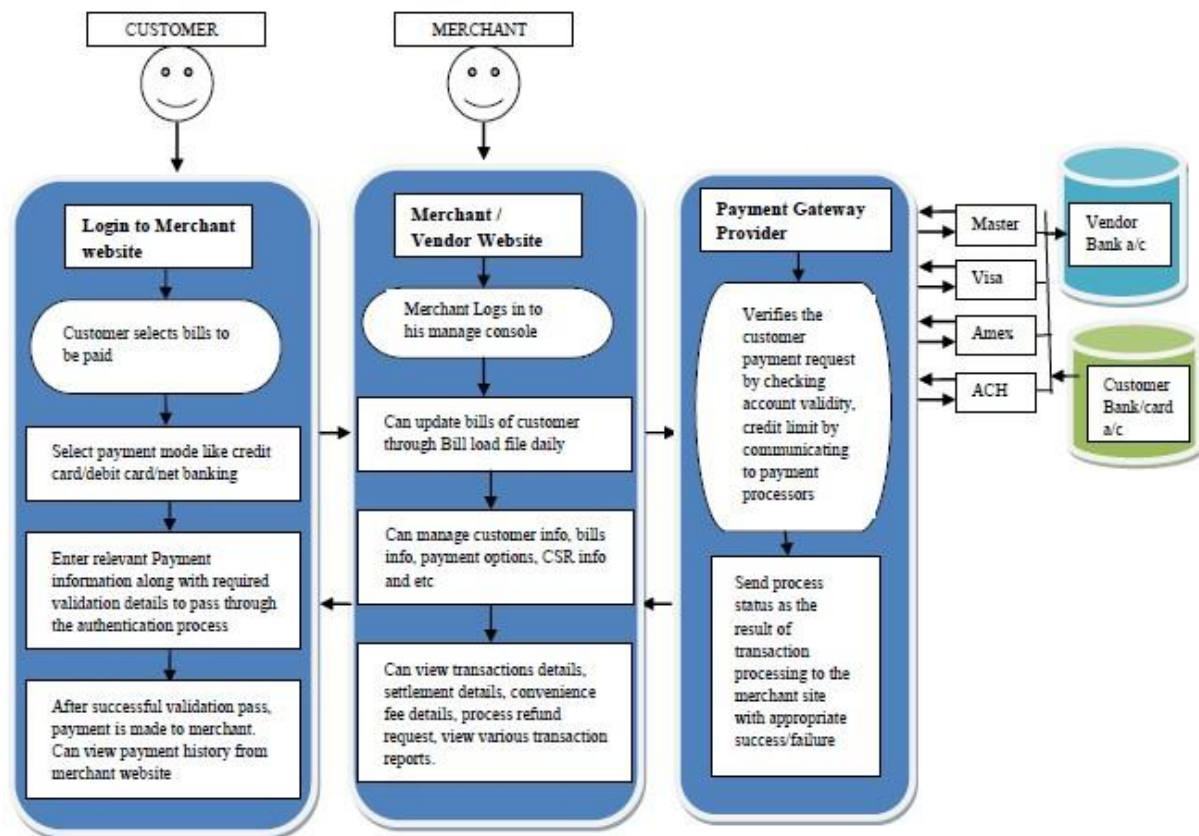 CUSTOMER
MERCHANT
Login to Merchant
website
Customer selects bills to
be paid
Select payment mode like credit
card/debit card/net banking
Enter relevant Payment
information along with required
validation details to pass through
the authentication process
After successful validation pass,
payment is made to merchant.
Can view payment history from
merchant website
Merchant /
Vendor Website
Merchant Logs in to
his manage console
Can update bills of customer
through Bill load file daily
Can manage customer info, bills
info, payment options, CSR info
and etc
Can view transactions details,
settlement details, convenience
fee details, process refund
request, view various transaction
reports.
Payment Gateway
Provider
Verifies the
customer
payment request
by checking
account validity,
credit limit by
communicating
to payment
processors
Send process
status as the
result of
transaction
processing to the
merchant site
with appropriate
success/failure
Master
Visa
Amex
ACH
Vendor
Bank a/c
Customer
Bank/card
a/c